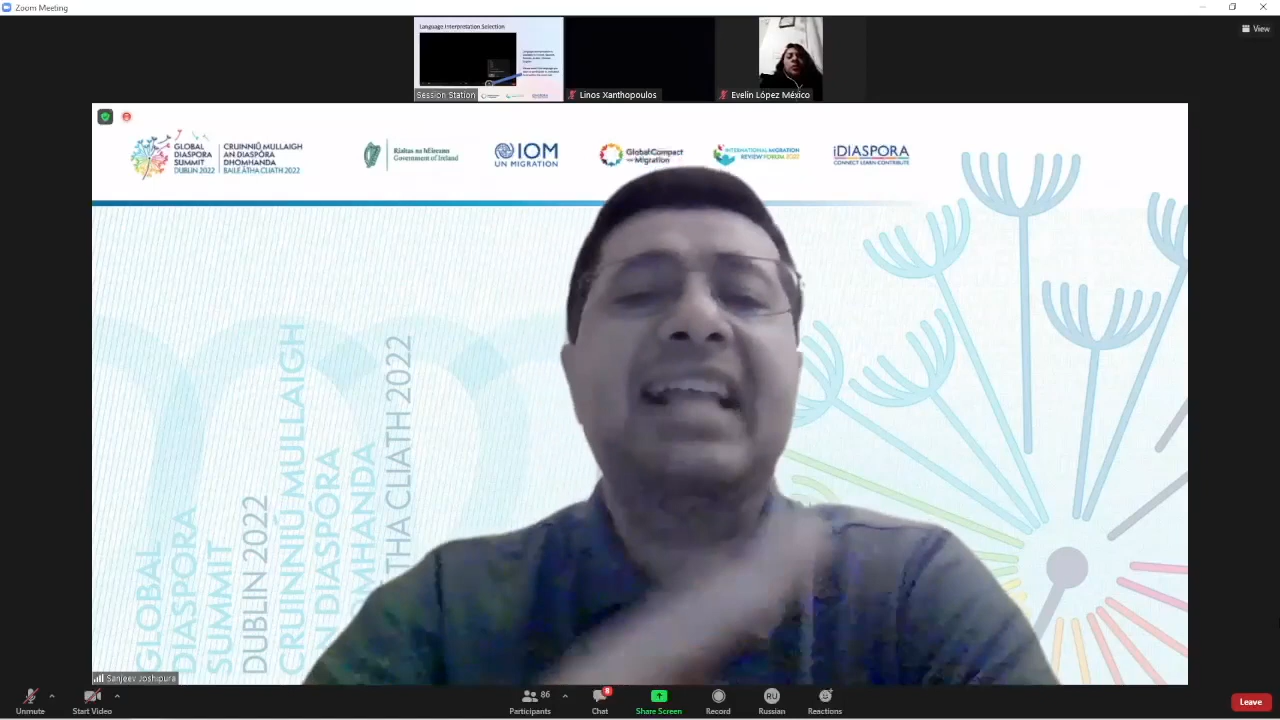 Zoom Meeting
View
Language Interpretation Selection
Session Station
Linos Xanthopoulos
Evelin López México
GLOBAL
DIASPORA
SUMMIT
DUBLIN 2022
CRUINNIÚ MULLAIGH
AN DIASPÓRA
DHOMHANDA
BAILE ÁTHA CLIATH 2022
Rialtas na hÉireann
Government of Ireland
IOM
UN MIGRATION
Global Compact
for Migration
INTERNATIONAL MIGRATION
REVIEW FORUM 2022
iDIASPORA
CONNECT LEARN CONTRIBUTE
GLOBAL
DIASPORA
SUMMIT
DUBLIN 2022
CRUINNIÚ MULLAIGH
N DIASPÓRA
OMHANDA
THA CLIATH 2022
Sanjeev Joshipura
Unmute
Start Video
86
Participants
8
Chat
Share Screen
Record
RU
Russian
Reactions
Leave